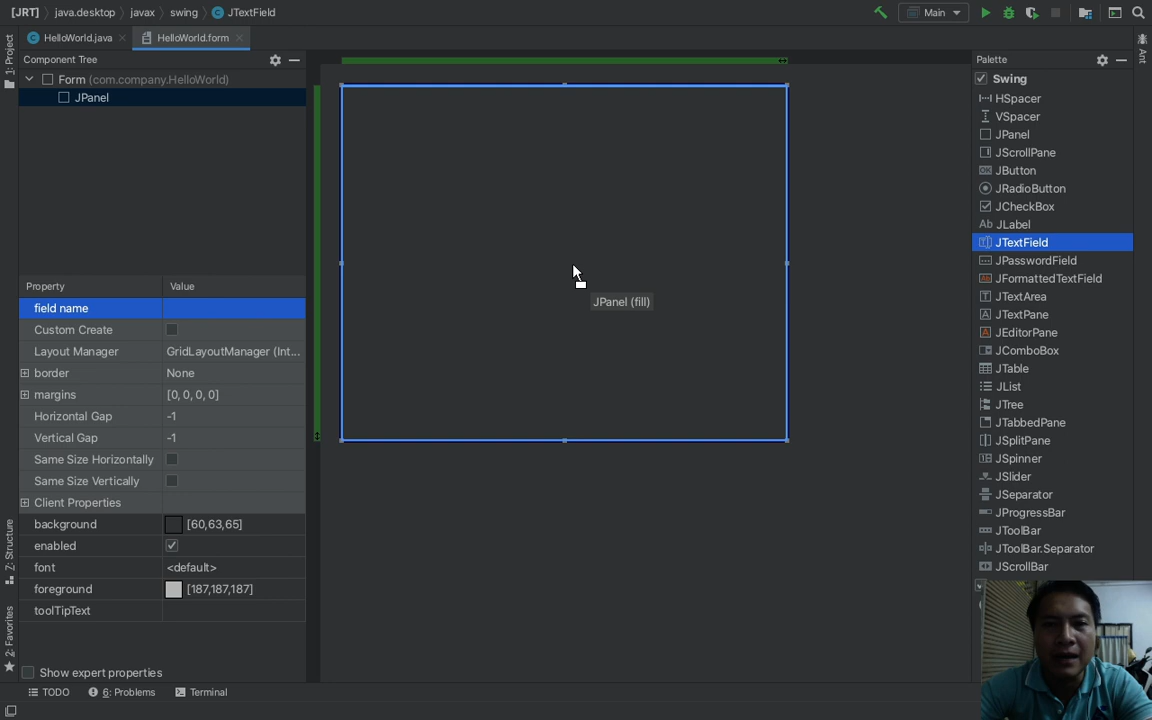 [JRT] java.desktop javax swing JTextField
Main
HelloWorld.java HelloWorld.form
1: Project
Component Tree
Form (com.company.HelloWorld)
JPanel
Property Value
field name
Custom Create
Layout Manager GridLayoutManager (Int...
border None
margins [0, 0, 0, 0]
Horizontal Gap -1
Vertical Gap -1
Same Size Horizontally
Same Size Vertically
Client Properties
background [60,63,65]
enabled
font <default>
foreground [187,187,187]
toolTipText
Show expert properties
Z: Structure
2: Favorites
JPanel (fill)
Palette
Swing
HSpacer
VSpacer
JPanel
JScrollPane
JButton
JRadioButton
JCheckBox
JLabel
JTextField
JPasswordField
JFormattedTextField
JTextArea
JTextPane
JEditorPane
JComboBox
JTable
JList
JTree
JTabbedPane
JSplitPane
JSpinner
JSlider
JSeparator
JProgressBar
JToolBar
JToolBar.Separator
JScrollBar
Ant
TODO 6: Problems Terminal